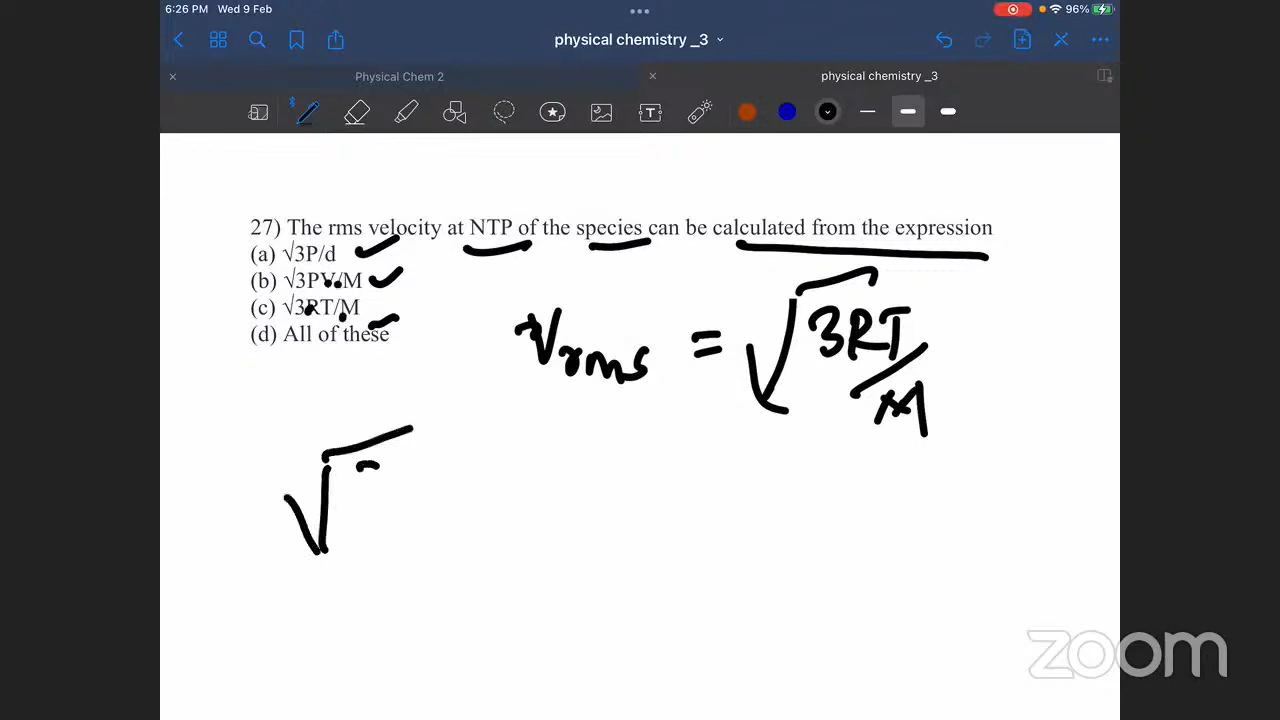 6:26 PM Wed 9 Feb
96%
physical chemistry _3
Physical Chem 2
physical chemistry _3
27) The rms velocity at NTP of the species can be calculated from the expression
(a) √3P/d
(b) √3PV/M
(c) √3RT/M
(d) All of these
Vrms = √3RT/M
√
zoom